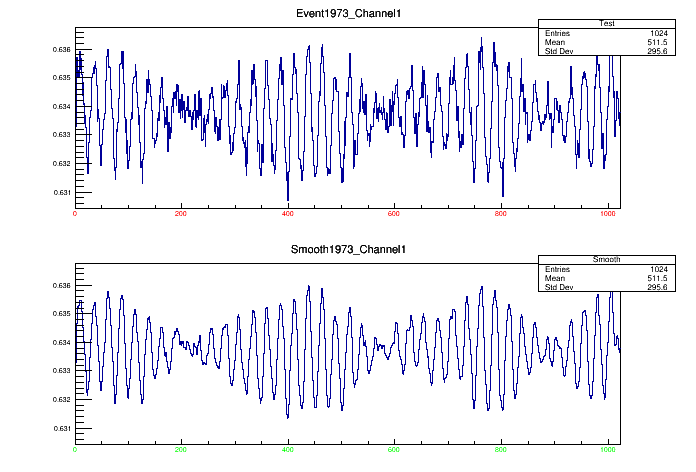 Event1973_Channel1
Test
Entries 1024
Mean 511.5
Std Dev 295.6
0.636
0.635
0.634
0.633
0.632
0.631
0 200 400 600 800 1000
Smooth1973_Channel1
Smooth
Entries 1024
Mean 511.5
Std Dev 295.6
0.636
0.635
0.634
0.633
0.632
0.631
0 200 400 600 800 1000